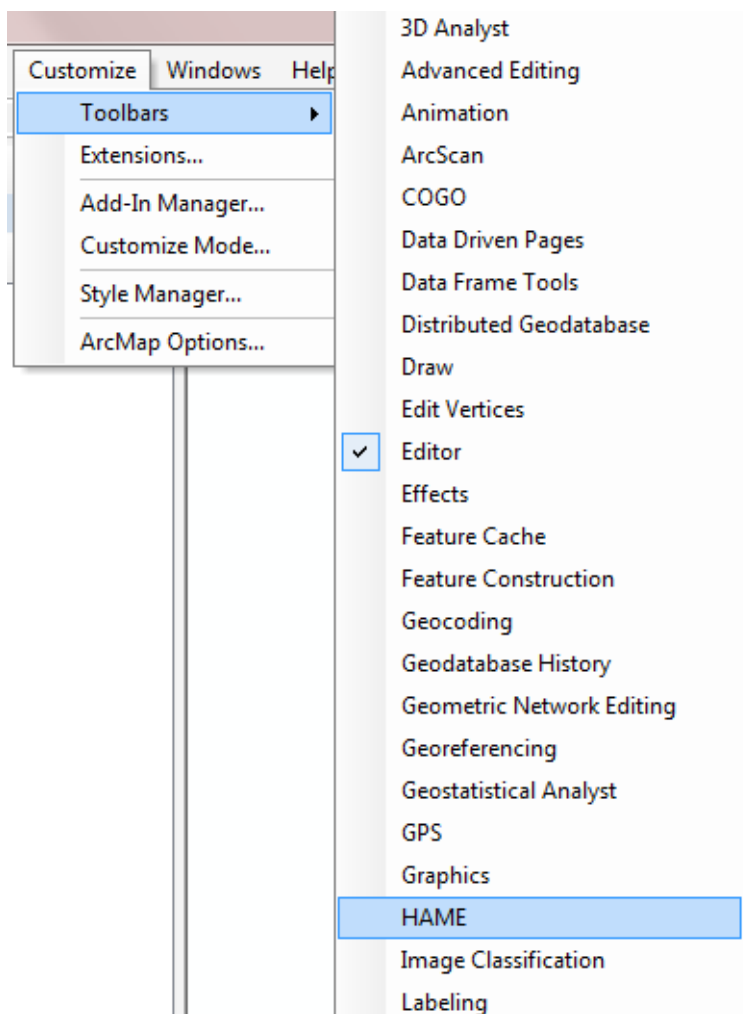 Customize Windows Help
Toolbars
Extensions...
Add-In Manager...
Customize Mode...
Style Manager...
ArcMap Options...
3D Analyst
Advanced Editing
Animation
ArcScan
COGO
Data Driven Pages
Data Frame Tools
Distributed Geodatabase
Draw
Edit Vertices
Editor
Effects
Feature Cache
Feature Construction
Geocoding
Geodatabase History
Geometric Network Editing
Georeferencing
Geostatistical Analyst
GPS
Graphics
HAME
Image Classification
Labeling